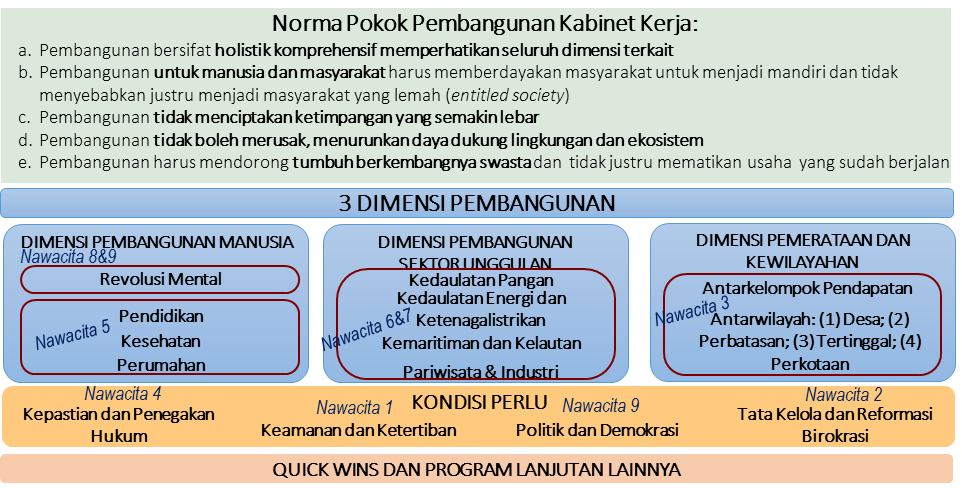 Norma Pokok Pembangunan Kabinet Kerja:
a. Pembangunan bersifat holistik komprehensif memperhatikan seluruh dimensi terkait
b. Pembangunan untuk manusia dan masyarakat harus memberdayakan masyarakat untuk menjadi mandiri dan tidak
menyebabkan justru menjadi masyarakat yang lemah (entitled society)
c. Pembangunan tidak menciptakan ketimpangan yang semakin lebar
d. Pembangunan tidak boleh merusak, menurunkan daya dukung lingkungan dan ekosistem
e. Pembangunan harus mendorong tumbuh berkembangnya swasta dan tidak justru mematikan usaha yang sudah berjalan
3 DIMENSI PEMBANGUNAN
DIMENSI PEMBANGUNAN MANUSIA
Nawacita 8&9
Revolusi Mental
Nawacita 5
Pendidikan
Kesehatan
Perumahan
DIMENSI PEMBANGUNAN
SEKTOR UNGGULAN
Kedaulatan Pangan
Kedaulatan Energi dan
Ketenagalistrikan
Nawacita 6&7
Kemaritiman dan Kelautan
Pariwisata & Industri
DIMENSI PEMERATAAN DAN
KEWILAYAHAN
Antarkelompok Pendapatan
Nawacita 3
Antarwilayah: (1) Desa; (2)
Perbatasan; (3) Tertinggal; (4)
Perkotaan
KONDISI PERLU
Nawacita 4
Kepastian dan Penegakan
Hukum
Nawacita 1
Keamanan dan Ketertiban
Nawacita 9
Politik dan Demokrasi
Nawacita 2
Tata Kelola dan Reformasi
Birokrasi
QUICK WINS DAN PROGRAM LANJUTAN LAINNYA